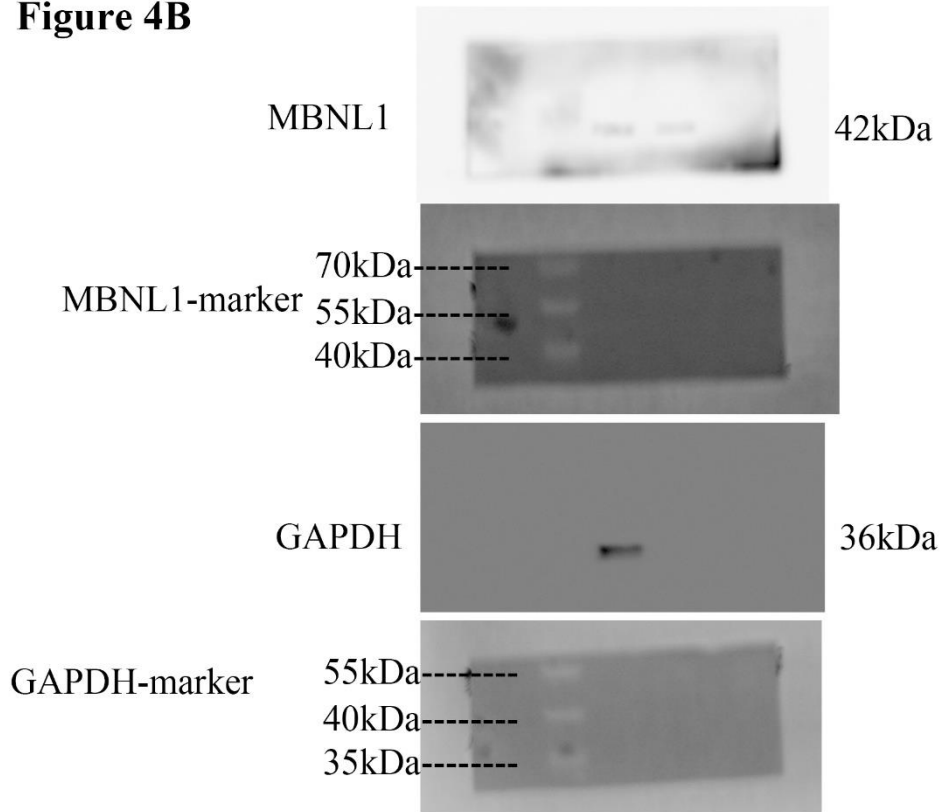 Figure 4B
MBNL1
42kDa
70kDa
MBNL1-marker
55kDa
40kDa
GAPDH
36kDa
55kDa
GAPDH-marker
40kDa
35kDa